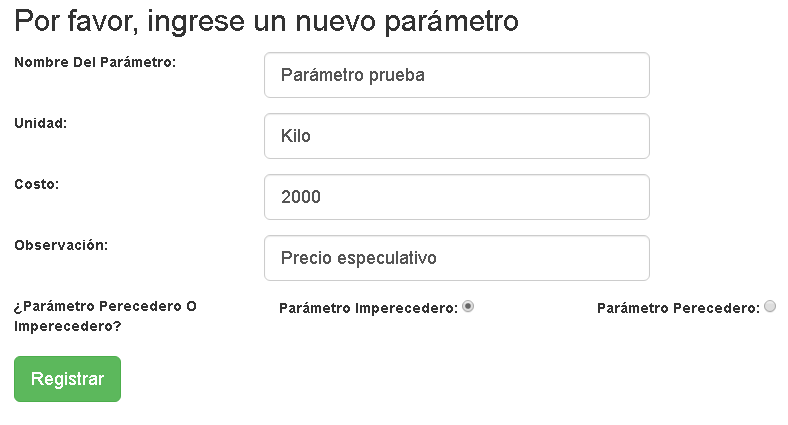 Por favor, ingrese un nuevo parámetro
Nombre Del Parámetro:
Parámetro prueba
Unidad:
Kilo
Costo:
2000
Observación:
Precio especulativo
¿Parámetro Perecedero O
Imperecedero?
Parámetro Imperecedero:
Parámetro Perecedero:
Registrar